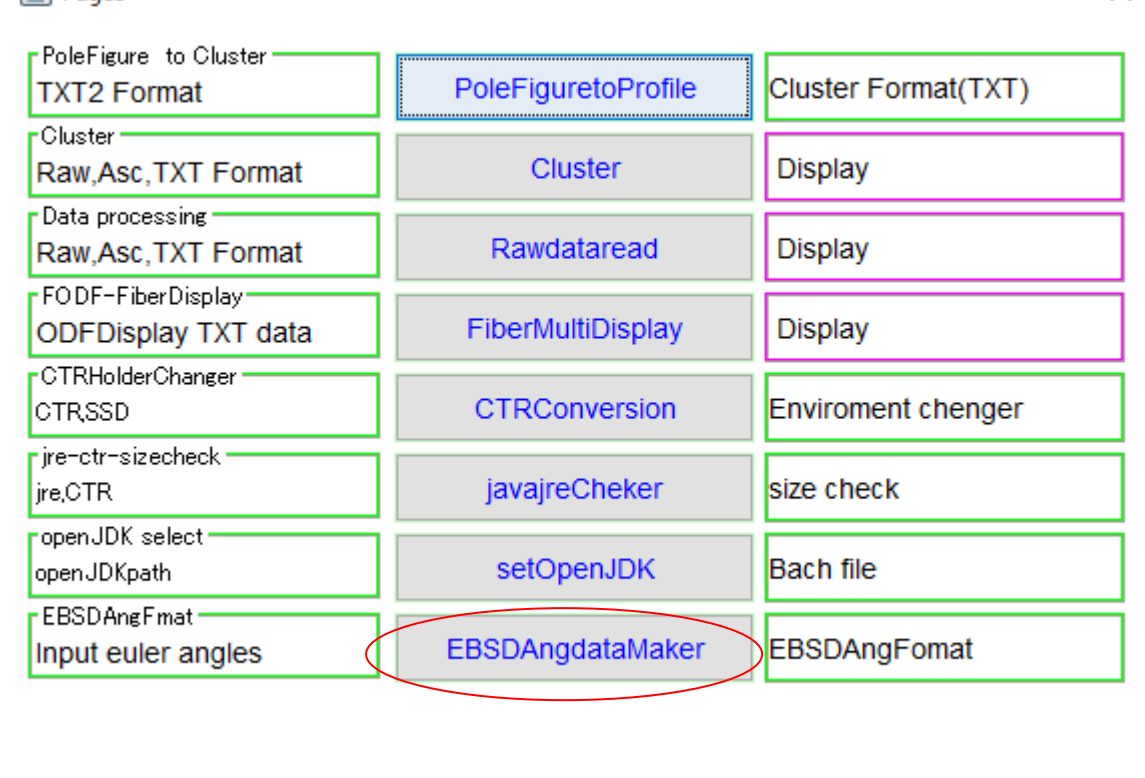 PoleFigure to Cluster
TXT2 Format
PoleFiguretoProfile
Cluster Format(TXT)
Cluster
Raw,Asc,TXT Format
Cluster
Display
Data processing
Raw,Asc,TXT Format
Rawdataread
Display
FODF-FiberDisplay
ODFDisplay TXT data
FiberMultiDisplay
Display
CTRHolderChanger
CTR,SSD
CTRConversion
Enviroment chenger
jre-ctr-sizecheck
jre,CTR
javajreCheker
size check
openJDK select
openJDKpath
setOpenJDK
Bach file
EBSDAngFmat
Input euler angles
EBSDAngdataMaker
EBSDAngFomat